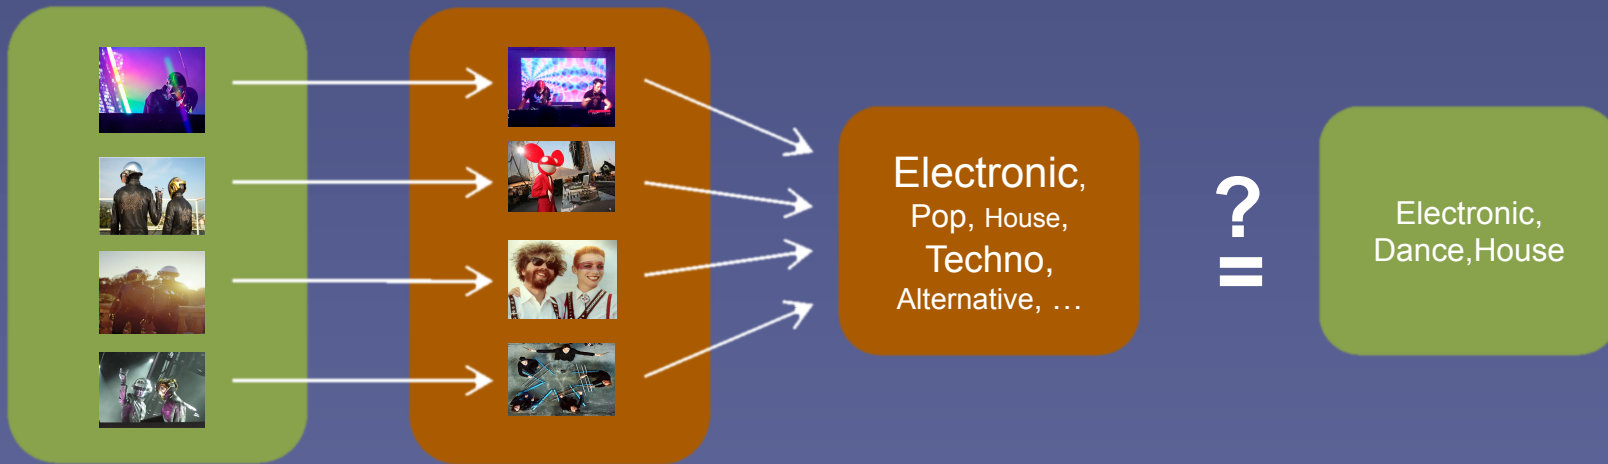 Electronic,
Pop, House,
Techno,
Alternative, …
?
=
Electronic,
Dance,House